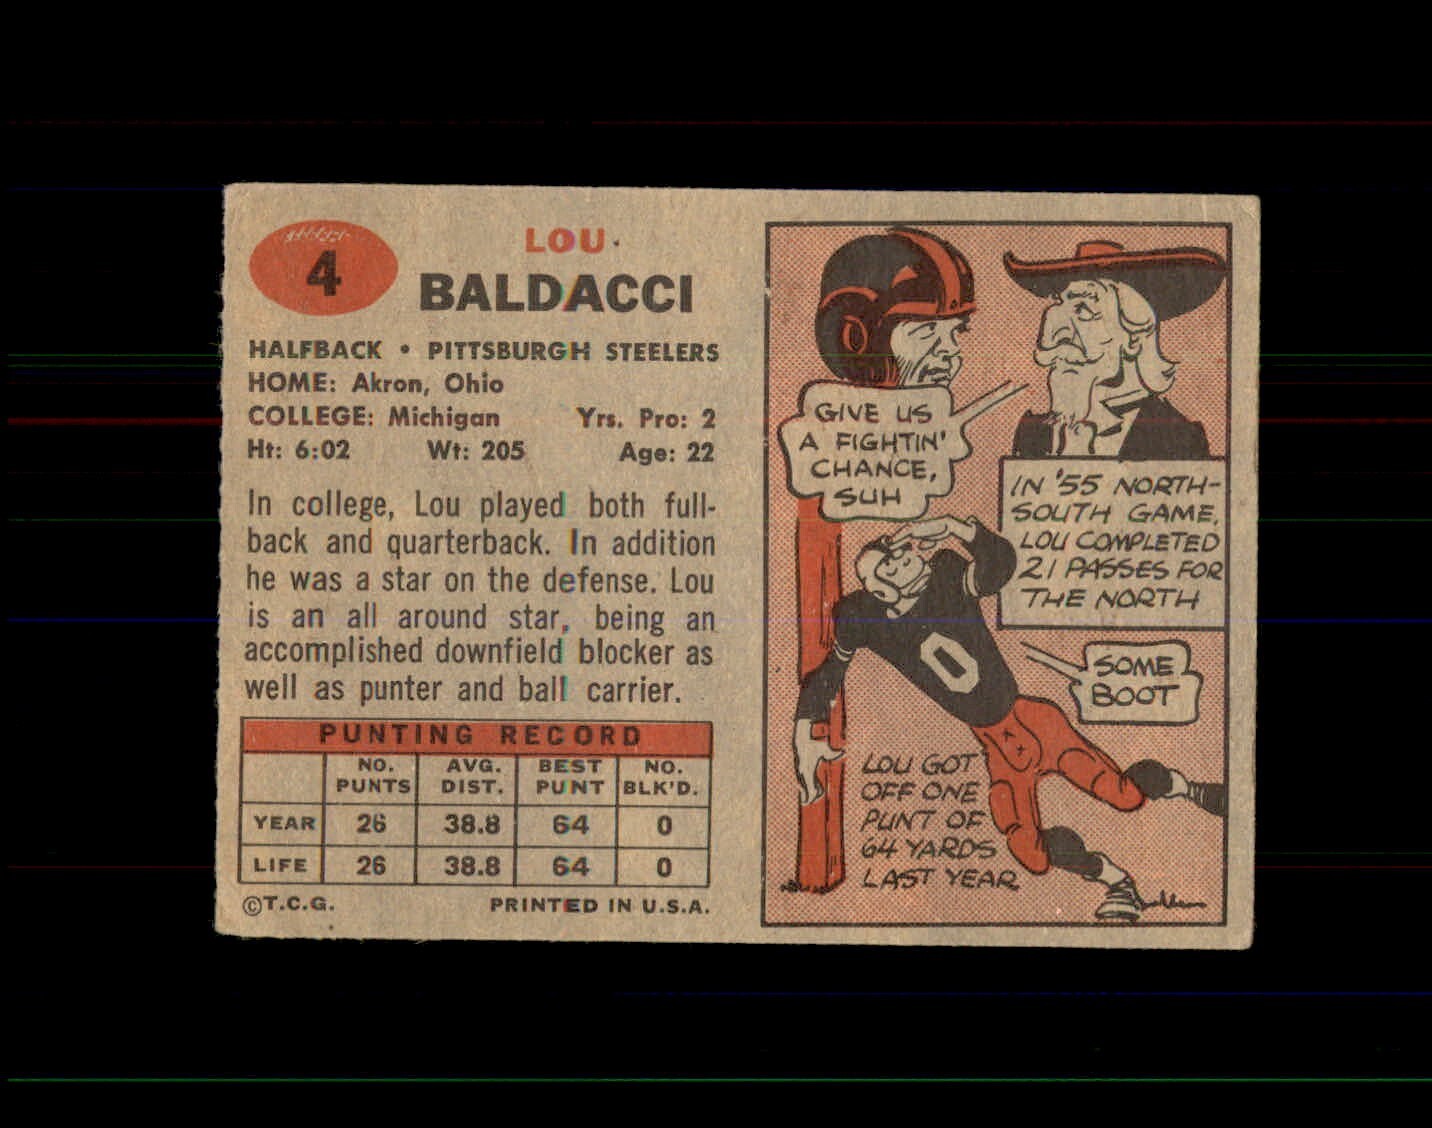 4
LOU
BALDACCI
HALFBACK • PITTSBURGH STEELERS
HOME: Akron, Ohio
COLLEGE: Michigan Yrs. Pro: 2
Ht: 6:02 Wt: 205 Age: 22
In college, Lou played both full-
back and quarterback. In addition
he was a star on the defense. Lou
is an all around star, being an
accomplished downfield blocker as
well as punter and ball carrier.
PUNTING RECORD
NO. PUNTS AVG. DIST. BEST PUNT NO. BLK'D.
YEAR 26 38.8 64 0
LIFE 26 38.8 64 0
©T.C.G. PRINTED IN U.S.A.
GIVE US
A FIGHTIN'
CHANCE,
SUH
IN '55 NORTH-
SOUTH GAME,
LOU COMPLETED
21 PASSES FOR
THE NORTH
0
SOME
BOOT
LOU GOT
OFF ONE
PUNT OF
64 YARDS
LAST YEAR